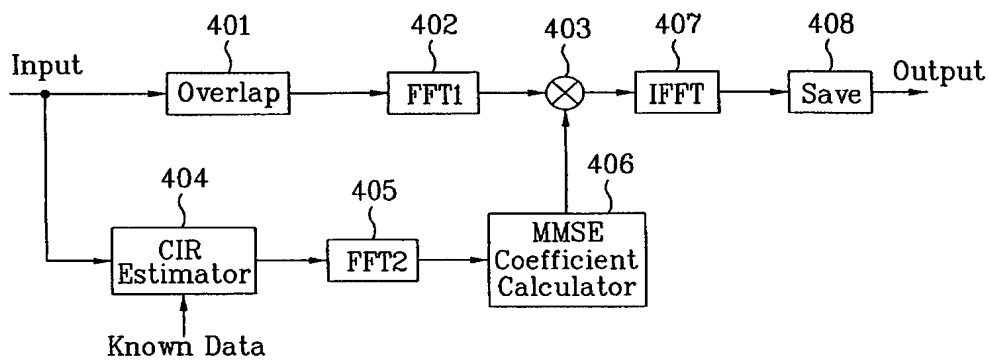 401
402
403
407
408
Input
Output
Overlap
FFT1
IFFT
Save
404
405
406
CIR
Estimator
FFT2
MMSE
Coefficient
Calculator
Known Data